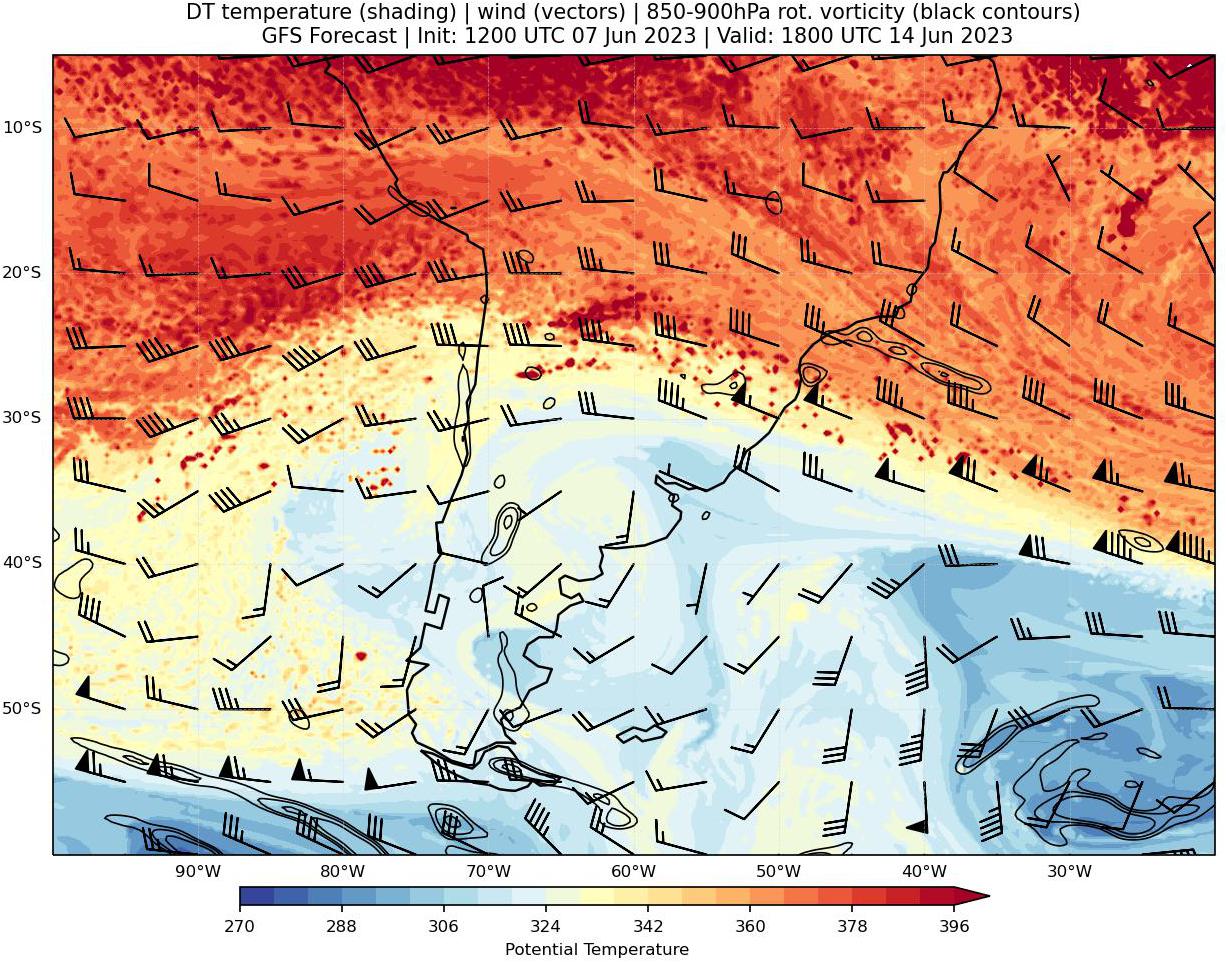 DT temperature (shading) | wind (vectors) | 850-900hPa rot. vorticity (black contours)
GFS Forecast | Init: 1200 UTC 07 Jun 2023 | Valid: 1800 UTC 14 Jun 2023
10°S
20°S
30°S
40°S
50°S
90°W 80°W 70°W 60°W 50°W 40°W 30°W
270 288 306 324 342 360 378 396
Potential Temperature